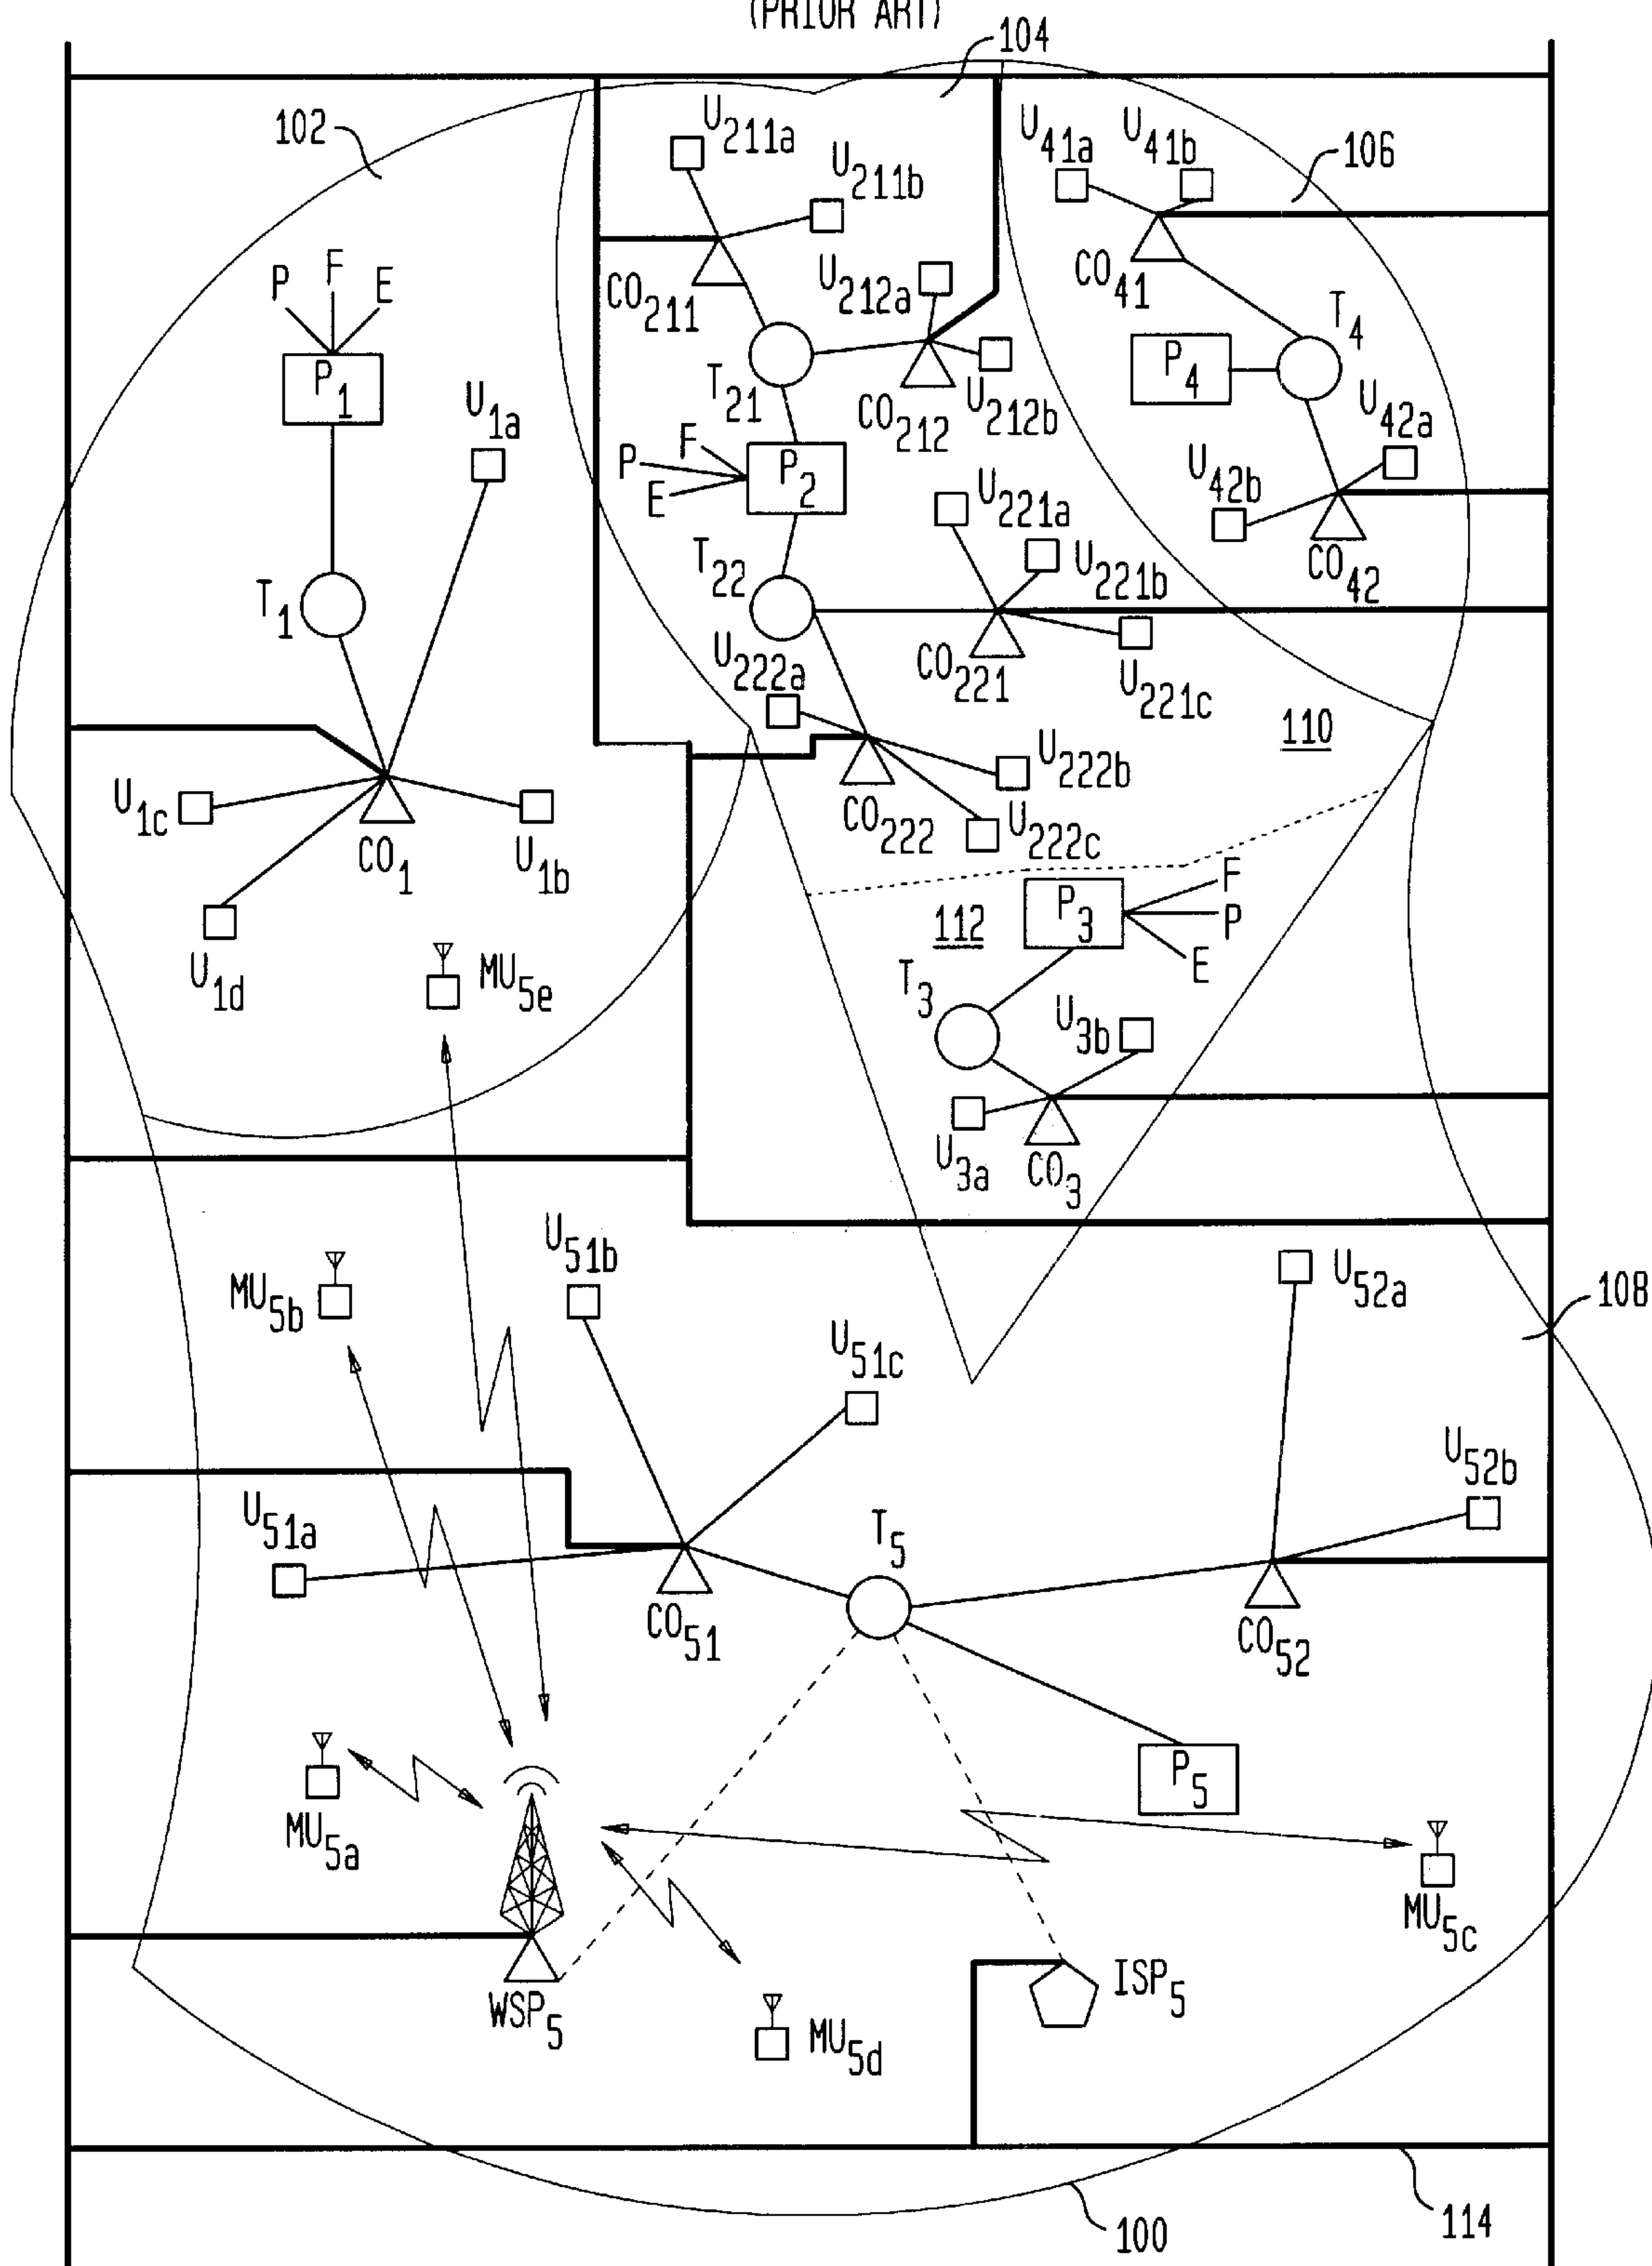 (PRIOR ART)
104
102
106
U211a
U211b
U41a
U41b
CO211
U212a
CO41
T4
P F E
P1
T21
CO212
U212b
P4
U42a
U1a
F
P
E
P2
U42b
CO42
T22
U221a
U221b
T1
CO221
U221c
U222a
110
U222b
CO222
U222c
U1c
CO1
U1b
U1d
MU5e
112
P3
F
P
E
T3
U3b
U3a
CO3
U51b
U52a
MU5b
108
U51c
U52b
U51a
T5
CO51
CO52
P5
MU5a
MU5c
WSP5
ISP5
MU5d
114
100